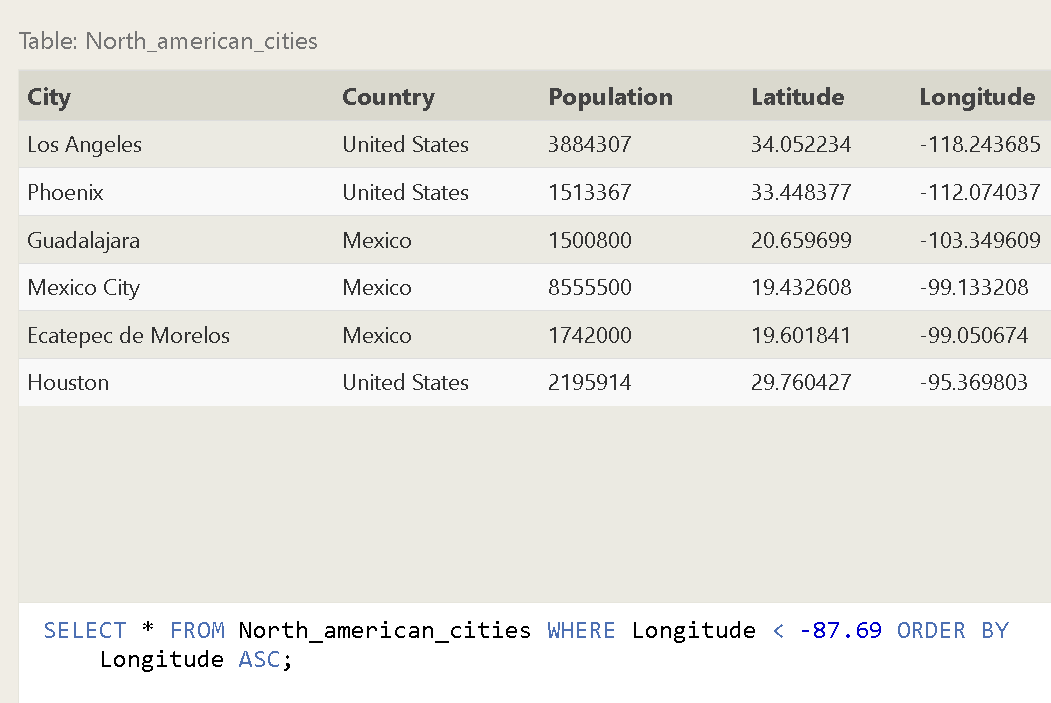 Table: North_american_cities
City Country Population Latitude Longitude
Los Angeles United States 3884307 34.052234 -118.243685
Phoenix United States 1513367 33.448377 -112.074037
Guadalajara Mexico 1500800 20.659699 -103.349609
Mexico City Mexico 8555500 19.432608 -99.133208
Ecatepec de Morelos Mexico 1742000 19.601841 -99.050674
Houston United States 2195914 29.760427 -95.369803
SELECT * FROM North_american_cities WHERE Longitude < -87.69 ORDER BY
Longitude ASC;